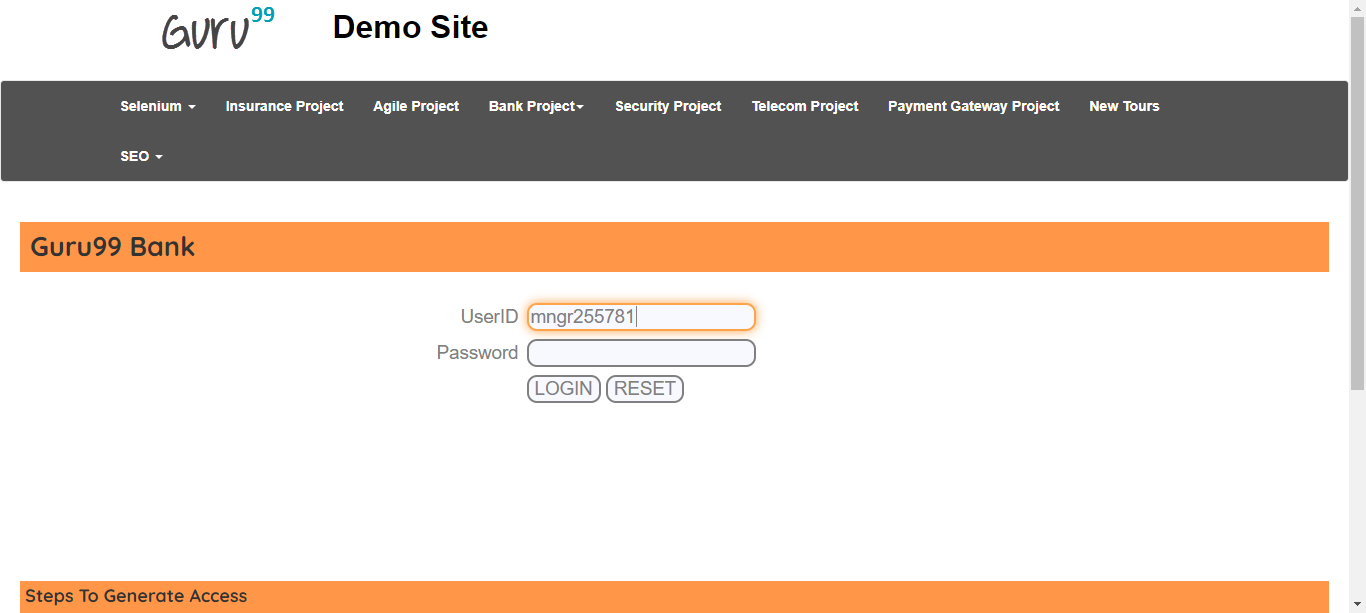 Guru99 Demo Site
Selenium Insurance Project Agile Project Bank Project Security Project Telecom Project Payment Gateway Project New Tours
SEO
Guru99 Bank
UserID mngr255781
Password
LOGIN RESET
Steps To Generate Access